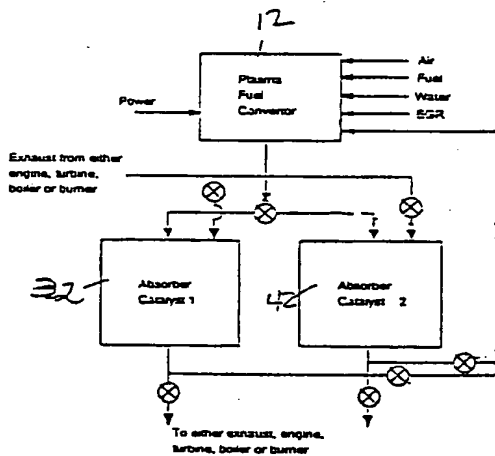 12
Plasma
Fuel
Convertor
Air
Fuel
Water
EGR
Power
Exhaust from either
engine, turbine,
boiler or burner
32
Absorber
Catalyst 1
Absorber
Catalyst 2
To either exhaust, engine,
turbine, boiler or burner